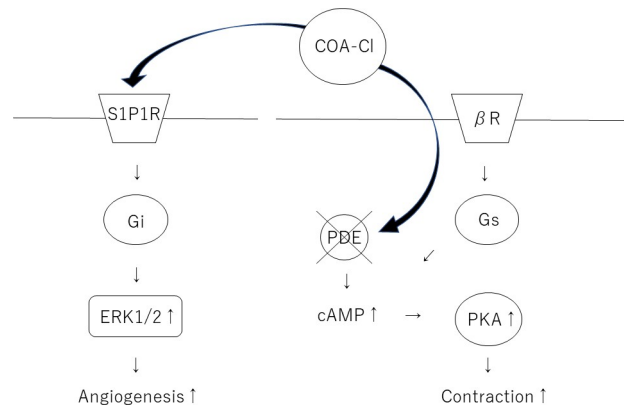 COA-Cl
S1P1R
βR
Gi
Gs
PDE
ERK1/2↑
cAMP↑
PKA↑
Angiogenesis↑
Contraction↑